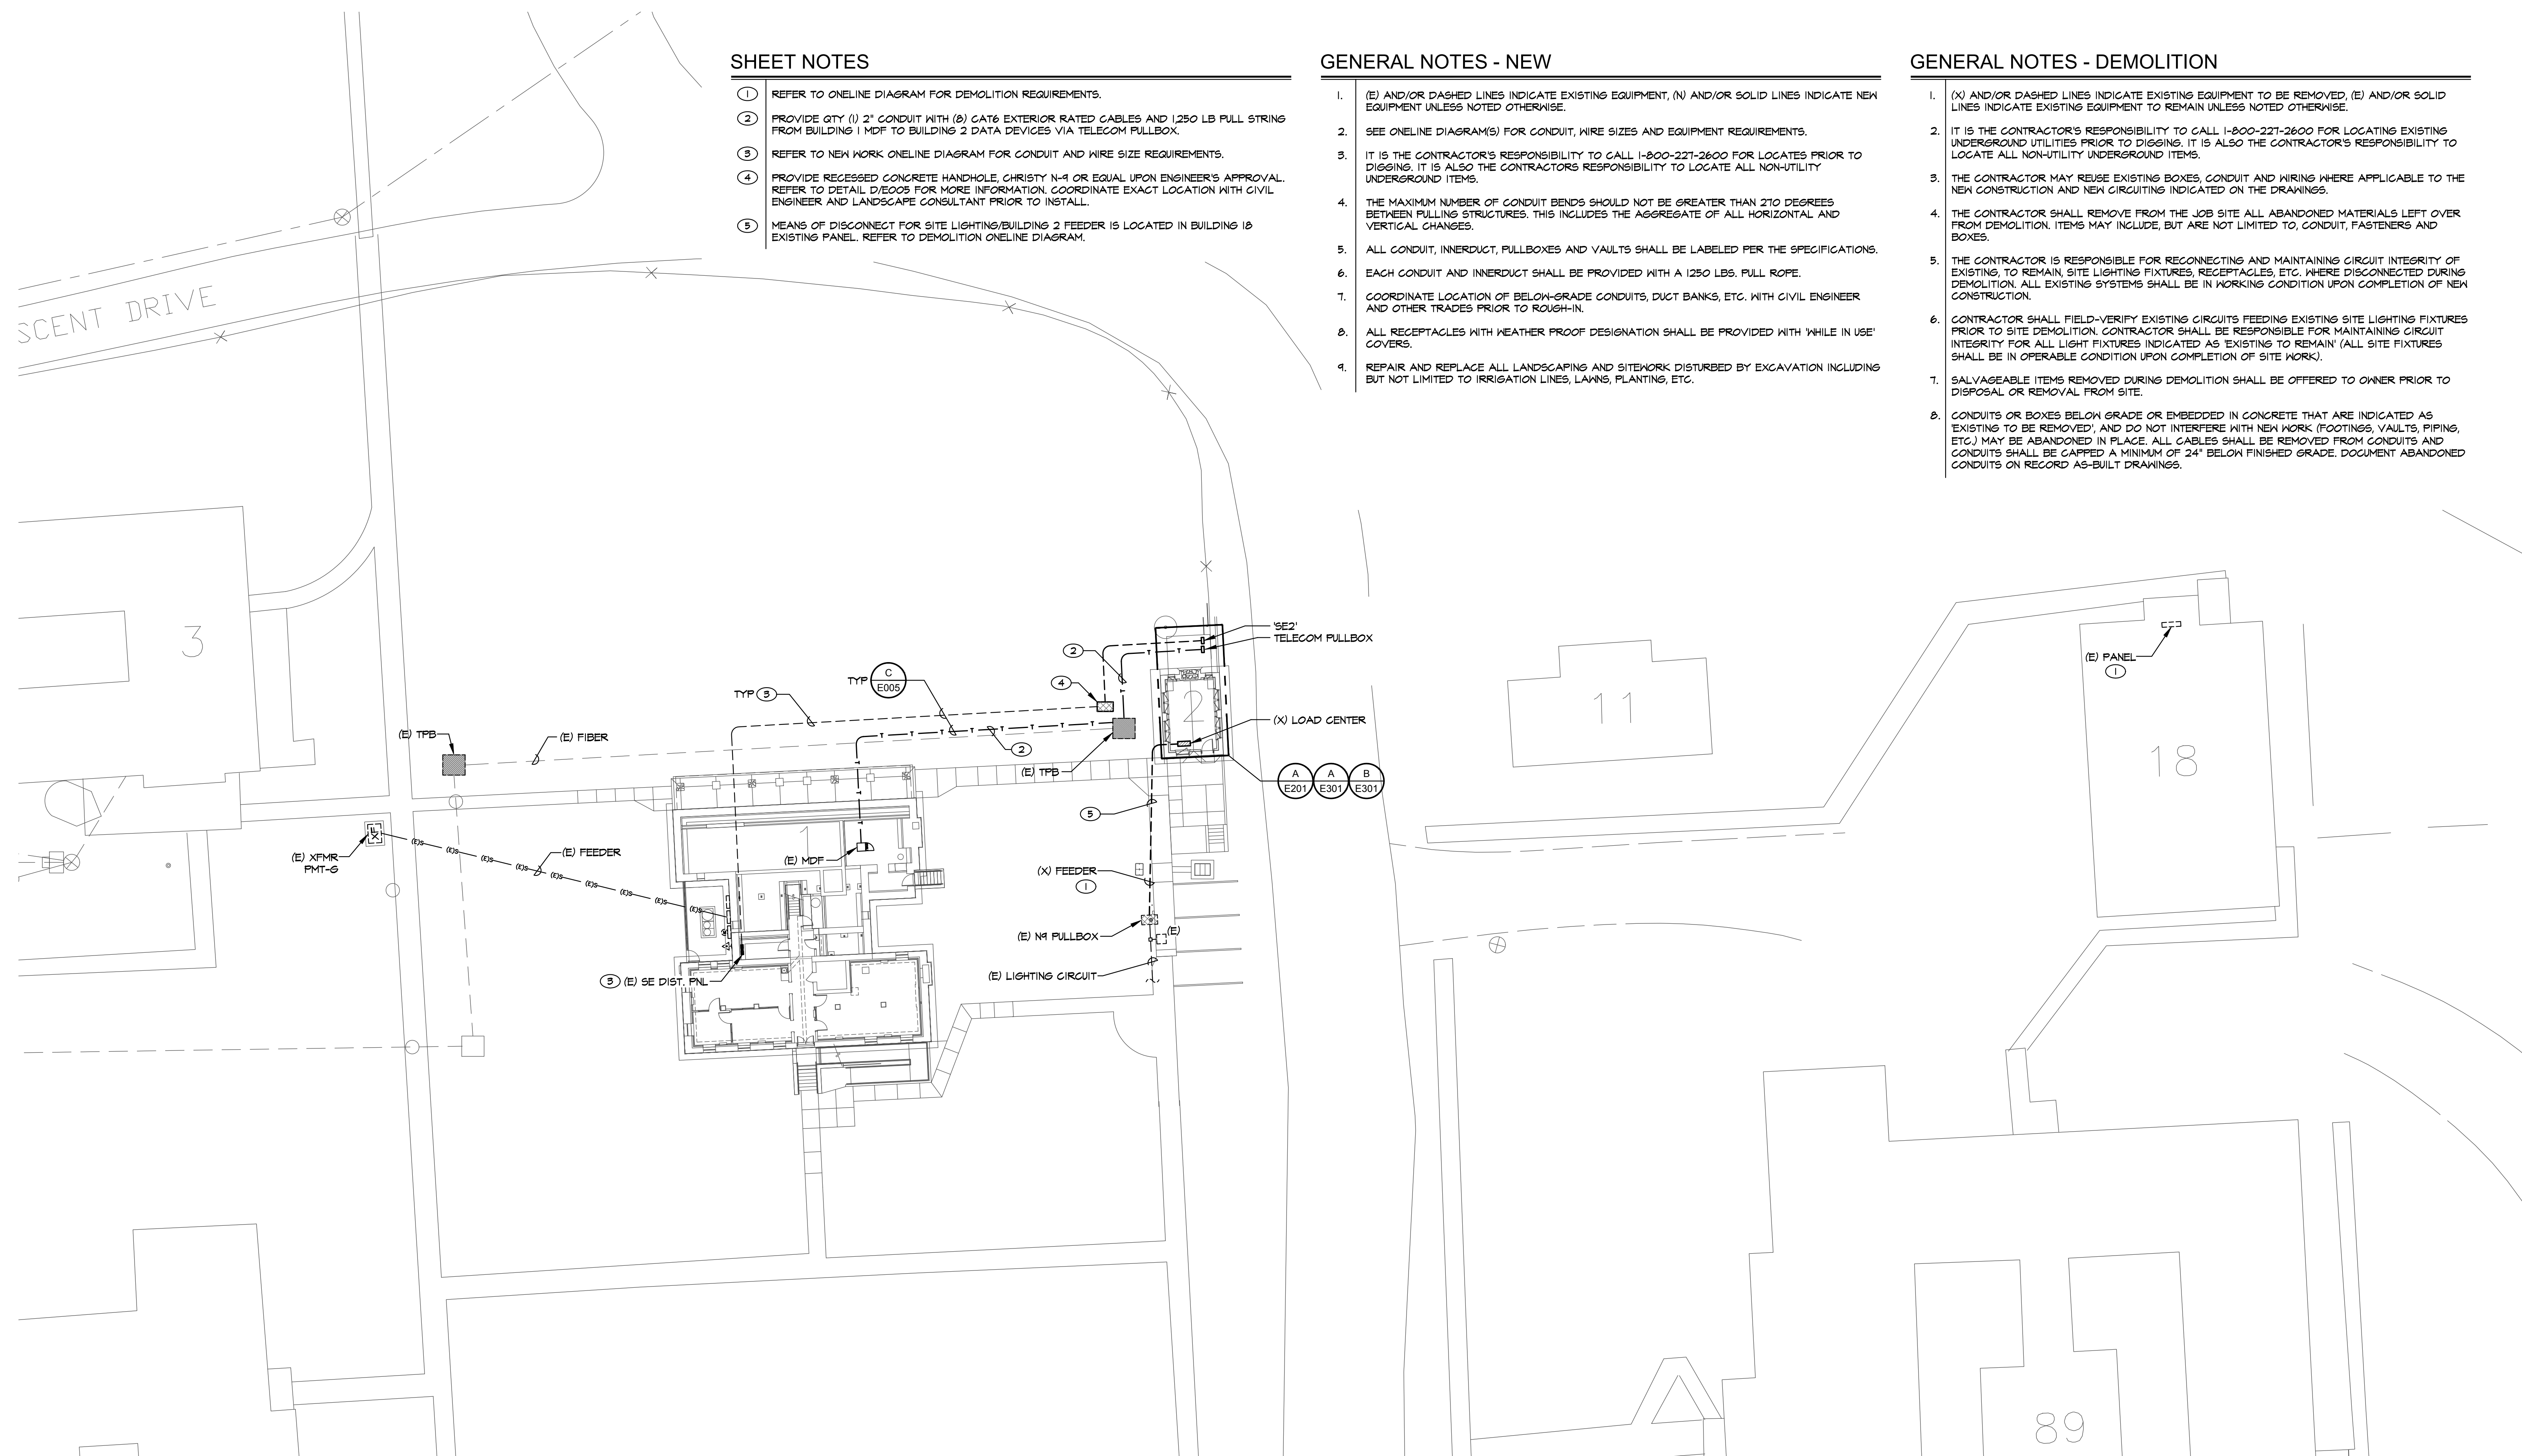 SHEET NOTES
1 REFER TO ONELINE DIAGRAM FOR DEMOLITION REQUIREMENTS.
2 PROVIDE QTY (1) 2" CONDUIT WITH (8) CAT6 EXTERIOR RATED CABLES AND 1,250 LB PULL STRING
FROM BUILDING 1 MDF TO BUILDING 2 DATA DEVICES VIA TELECOM PULLBOX.
3 REFER TO NEW WORK ONELINE DIAGRAM FOR CONDUIT AND WIRE SIZE REQUIREMENTS.
4 PROVIDE RECESSED CONCRETE HANDHOLE, CHRISTY N-9 OR EQUAL UPON ENGINEER'S APPROVAL.
REFER TO DETAIL D/E005 FOR MORE INFORMATION. COORDINATE EXACT LOCATION WITH CIVIL
ENGINEER AND LANDSCAPE CONSULTANT PRIOR TO INSTALL.
5 MEANS OF DISCONNECT FOR SITE LIGHTING/BUILDING 2 FEEDER IS LOCATED IN BUILDING 18
EXISTING PANEL. REFER TO DEMOLITION ONELINE DIAGRAM.
GENERAL NOTES - NEW
1. (E) AND/OR DASHED LINES INDICATE EXISTING EQUIPMENT, (N) AND/OR SOLID LINES INDICATE NEW
EQUIPMENT UNLESS NOTED OTHERWISE.
2. SEE ONELINE DIAGRAM(S) FOR CONDUIT, WIRE SIZES AND EQUIPMENT REQUIREMENTS.
3. IT IS THE CONTRACTOR'S RESPONSIBILITY TO CALL 1-800-227-2600 FOR LOCATES PRIOR TO
DIGGING. IT IS ALSO THE CONTRACTORS RESPONSIBILITY TO LOCATE ALL NON-UTILITY
UNDERGROUND ITEMS.
4. THE MAXIMUM NUMBER OF CONDUIT BENDS SHOULD NOT BE GREATER THAN 270 DEGREES
BETWEEN PULLING STRUCTURES. THIS INCLUDES THE AGGREGATE OF ALL HORIZONTAL AND
VERTICAL CHANGES.
5. ALL CONDUIT, INNERDUCT, PULLBOXES AND VAULTS SHALL BE LABELED PER THE SPECIFICATIONS.
6. EACH CONDUIT AND INNERDUCT SHALL BE PROVIDED WITH A 1250 LBS. PULL ROPE.
7. COORDINATE LOCATION OF BELOW-GRADE CONDUITS, DUCT BANKS, ETC. WITH CIVIL ENGINEER
AND OTHER TRADES PRIOR TO ROUGH-IN.
8. ALL RECEPTACLES WITH WEATHER PROOF DESIGNATION SHALL BE PROVIDED WITH 'WHILE IN USE'
COVERS.
9. REPAIR AND REPLACE ALL LANDSCAPING AND SITEWORK DISTURBED BY EXCAVATION INCLUDING
BUT NOT LIMITED TO IRRIGATION LINES, LAWNS, PLANTING, ETC.
GENERAL NOTES - DEMOLITION
1. (X) AND/OR DASHED LINES INDICATE EXISTING EQUIPMENT TO BE REMOVED, (E) AND/OR SOLID
LINES INDICATE EXISTING EQUIPMENT TO REMAIN UNLESS NOTED OTHERWISE.
2. IT IS THE CONTRACTOR'S RESPONSIBILITY TO CALL 1-800-227-2600 FOR LOCATING EXISTING
UNDERGROUND UTILITIES PRIOR TO DIGGING. IT IS ALSO THE CONTRACTOR'S RESPONSIBILITY TO
LOCATE ALL NON-UTILITY UNDERGROUND ITEMS.
3. THE CONTRACTOR MAY REUSE EXISTING BOXES, CONDUIT AND WIRING WHERE APPLICABLE TO THE
NEW CONSTRUCTION AND NEW CIRCUITING INDICATED ON THE DRAWINGS.
4. THE CONTRACTOR SHALL REMOVE FROM THE JOB SITE ALL ABANDONED MATERIALS LEFT OVER
FROM DEMOLITION. ITEMS MAY INCLUDE, BUT ARE NOT LIMITED TO, CONDUIT, FASTENERS AND
BOXES.
5. THE CONTRACTOR IS RESPONSIBLE FOR RECONNECTING AND MAINTAINING CIRCUIT INTEGRITY OF
EXISTING, TO REMAIN, SITE LIGHTING FIXTURES, RECEPTACLES, ETC. WHERE DISCONNECTED DURING
DEMOLITION. ALL EXISTING SYSTEMS SHALL BE IN WORKING CONDITION UPON COMPLETION OF NEW
CONSTRUCTION.
6. CONTRACTOR SHALL FIELD-VERIFY EXISTING CIRCUITS FEEDING EXISTING SITE LIGHTING FIXTURES
PRIOR TO SITE DEMOLITION. CONTRACTOR SHALL BE RESPONSIBLE FOR MAINTAINING CIRCUIT
INTEGRITY FOR ALL LIGHT FIXTURES INDICATED AS 'EXISTING TO REMAIN' (ALL SITE FIXTURES
SHALL BE IN OPERABLE CONDITION UPON COMPLETION OF SITE WORK).
7. SALVAGEABLE ITEMS REMOVED DURING DEMOLITION SHALL BE OFFERED TO OWNER PRIOR TO
DISPOSAL OR REMOVAL FROM SITE.
8. CONDUITS OR BOXES BELOW GRADE OR EMBEDDED IN CONCRETE THAT ARE INDICATED AS
'EXISTING TO BE REMOVED', AND DO NOT INTERFERE WITH NEW WORK (FOOTINGS, VAULTS, PIPING,
ETC.) MAY BE ABANDONED IN PLACE. ALL CABLES SHALL BE REMOVED FROM CONDUITS AND
CONDUITS SHALL BE CAPPED A MINIMUM OF 24" BELOW FINISHED GRADE. DOCUMENT ABANDONED
CONDUITS ON RECORD AS-BUILT DRAWINGS.
SCENT DRIVE
3
'SE2'
TELECOM PULLBOX
2
4
TYP C
E005
TYP 3
2
(X) LOAD CENTER
(E) TPB
(E) FIBER
2
(E) TPB
A A B
E201 E301 E301
5
1
(E) MDF
(E) XFMR
PMT-G
XF
(E)S (E)S (E)S (E)S (E)S (E)S (E)S (E)S (E)S
(E) FEEDER
(X) FEEDER
1
(E) N9 PULLBOX
(E)
(E) LIGHTING CIRCUIT
3 (E) SE DIST. PNL
T T T T T T T T T T T T T T
11
(E) PANEL
1
18
89